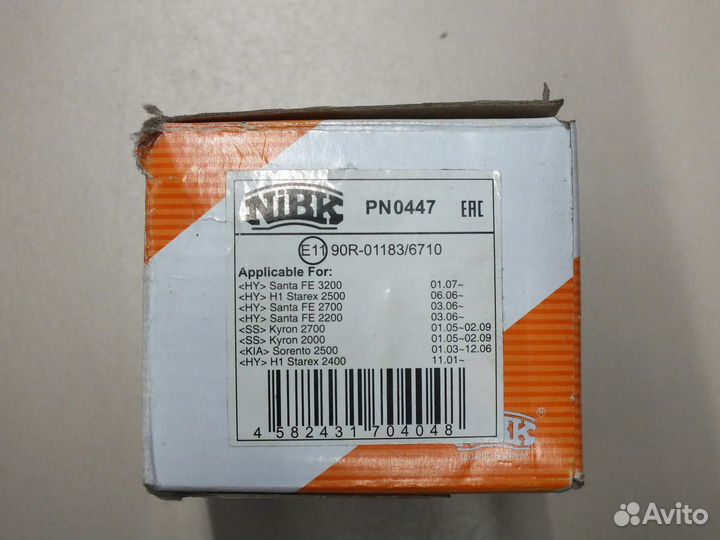 NiBK PN0447 EAC
E11 90R-01183/6710
Applicable For:
<HY> Santa FE 3200 01.07~
<HY> H1 Starex 2500 06.06~
<HY> Santa FE 2700 03.06~
<HY> Santa FE 2200 03.06~
<SS> Kyron 2700 01.05~02.09
<SS> Kyron 2000 01.05~02.09
<KIA> Sorento 2500 01.03~12.06
<HY> H1 Starex 2400 11.01~
4 582431 704048
NiBK ®
Avito